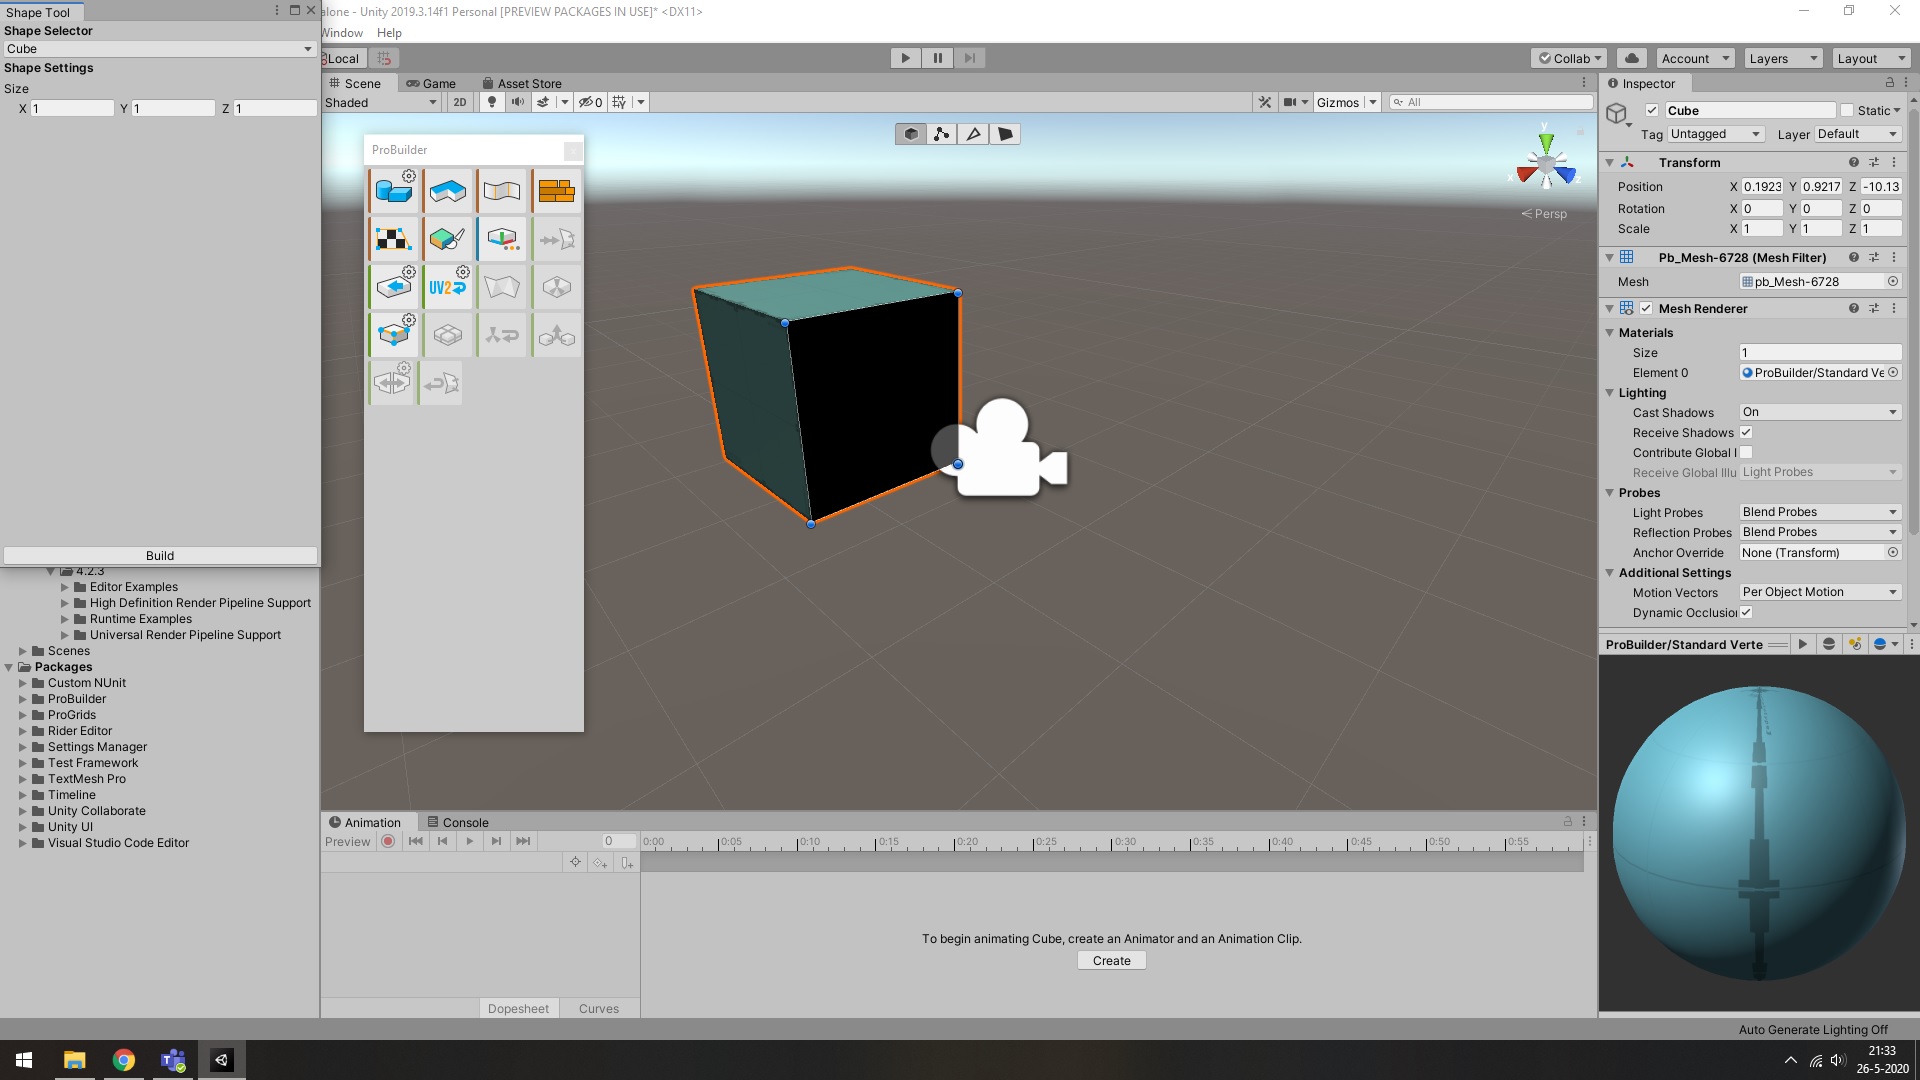 Shape Tool
alone - Unity 2019.3.14f1 Personal [PREVIEW PACKAGES IN USE]* <DX11>
Shape Selector
Cube
Shape Settings
Size
X 1 Y 1 Z 1
Build
Window Help
Local
Collab
Account
Layers
Layout
Scene
Game
Asset Store
Shaded
2D
0
Gizmos
All
ProBuilder
UV2
y
x
z
Persp
4.2.3
Editor Examples
High Definition Render Pipeline Support
Runtime Examples
Universal Render Pipeline Support
Scenes
Packages
Custom NUnit
ProBuilder
ProGrids
Rider Editor
Settings Manager
Test Framework
TextMesh Pro
Timeline
Unity Collaborate
Unity UI
Visual Studio Code Editor
Animation
Console
Preview
0
0:00 0:05 0:10 0:15 0:20 0:25 0:30 0:35 0:40 0:45 0:50 0:55
To begin animating Cube, create an Animator and an Animation Clip.
Create
Dopesheet Curves
Inspector
Cube
Static
Tag Untagged Layer Default
Transform
Position X 0.1923 Y 0.9217 Z -10.13
Rotation X 0 Y 0 Z 0
Scale X 1 Y 1 Z 1
Pb_Mesh-6728 (Mesh Filter)
Mesh pb_Mesh-6728
Mesh Renderer
Materials
Size 1
Element 0 ProBuilder/Standard Ve
Lighting
Cast Shadows On
Receive Shadows
Contribute Global I
Receive Global Illu Light Probes
Probes
Light Probes Blend Probes
Reflection Probes Blend Probes
Anchor Override None (Transform)
Additional Settings
Motion Vectors Per Object Motion
Dynamic Occlusion
ProBuilder/Standard Verte
Auto Generate Lighting Off
21:33
26-5-2020